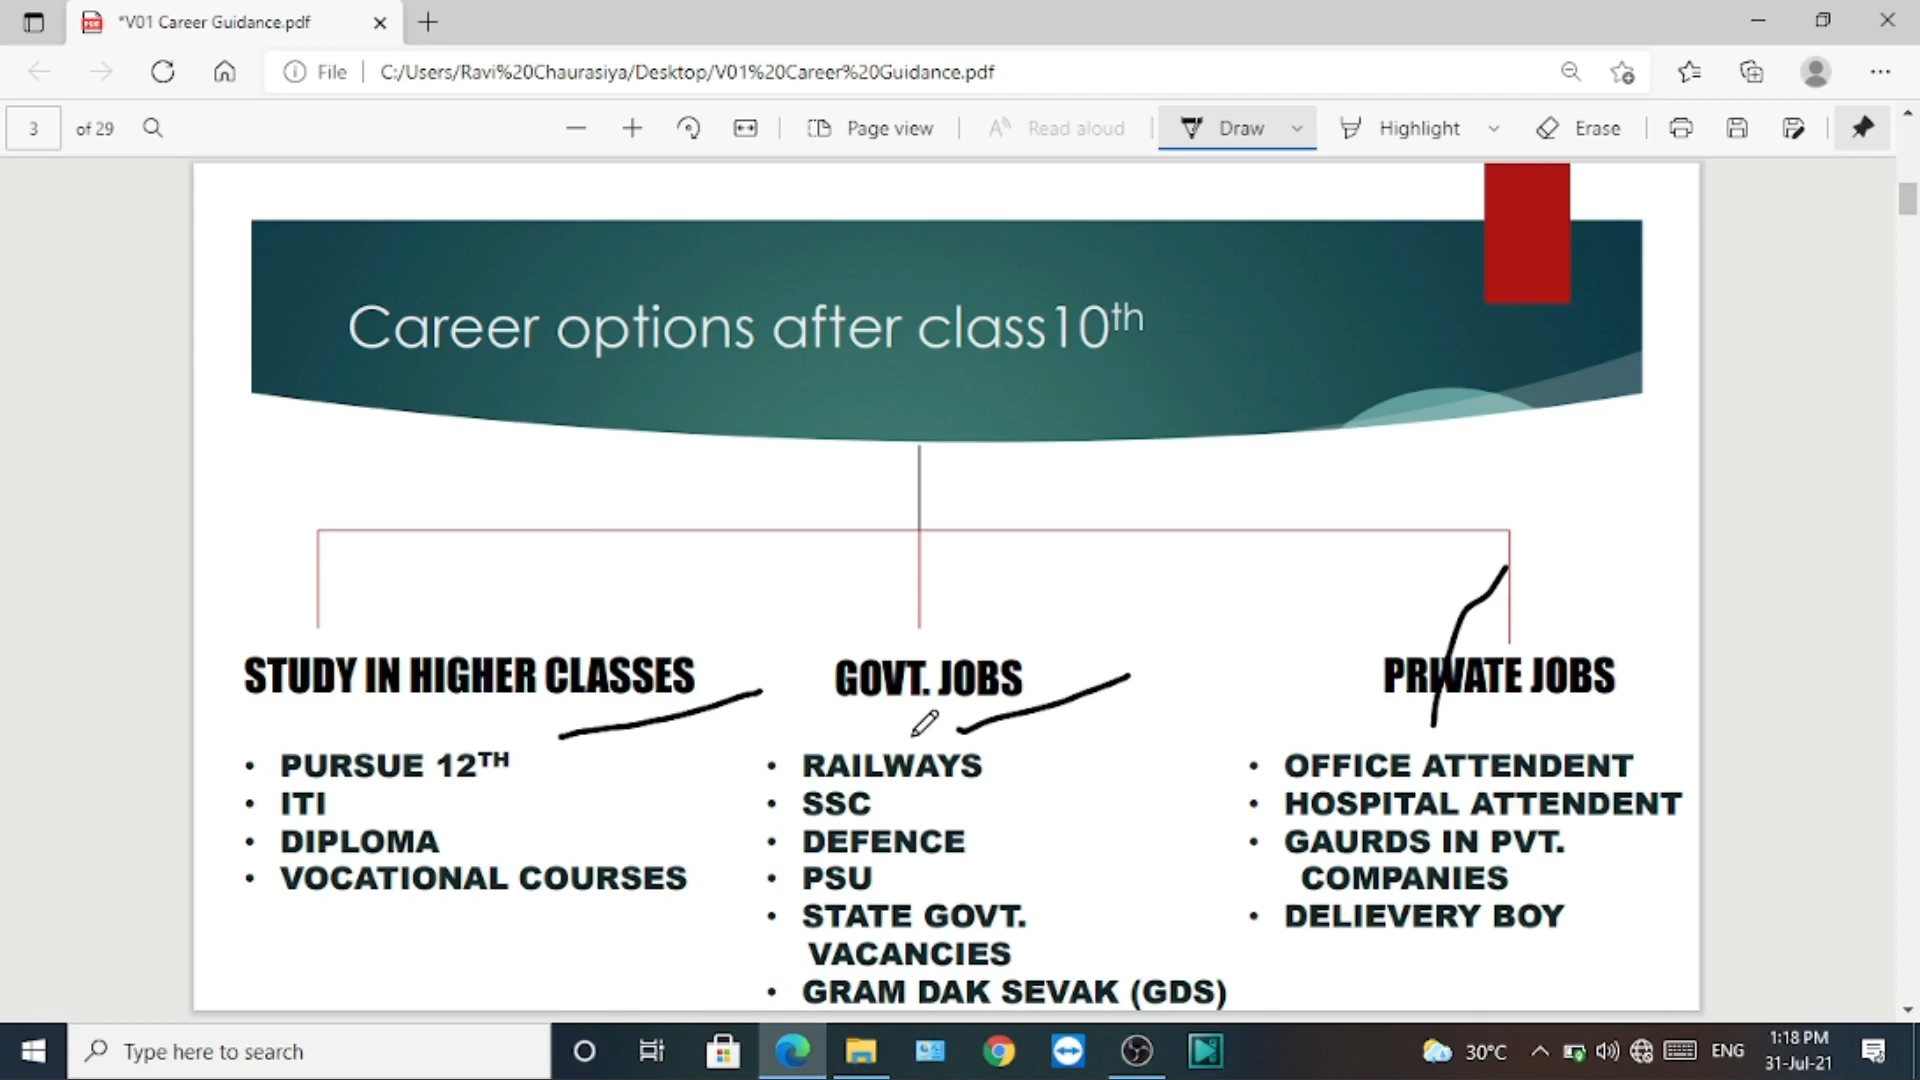 *V01 Career Guidance.pdf
File
C:/Users/Ravi%20Chaurasiya/Desktop/V01%20Career%20Guidance.pdf
3 of 29
Page view
Read aloud
Draw
Highlight
Erase
Career options after class10th
STUDY IN HIGHER CLASSES
• PURSUE 12TH
• ITI
• DIPLOMA
• VOCATIONAL COURSES
GOVT. JOBS
• RAILWAYS
• SSC
• DEFENCE
• PSU
• STATE GOVT.
VACANCIES
• GRAM DAK SEVAK (GDS)
PRIVATE JOBS
• OFFICE ATTENDENT
• HOSPITAL ATTENDENT
• GAURDS IN PVT.
COMPANIES
• DELIEVERY BOY
Type here to search
30°C
ENG
1:18 PM
31-Jul-21